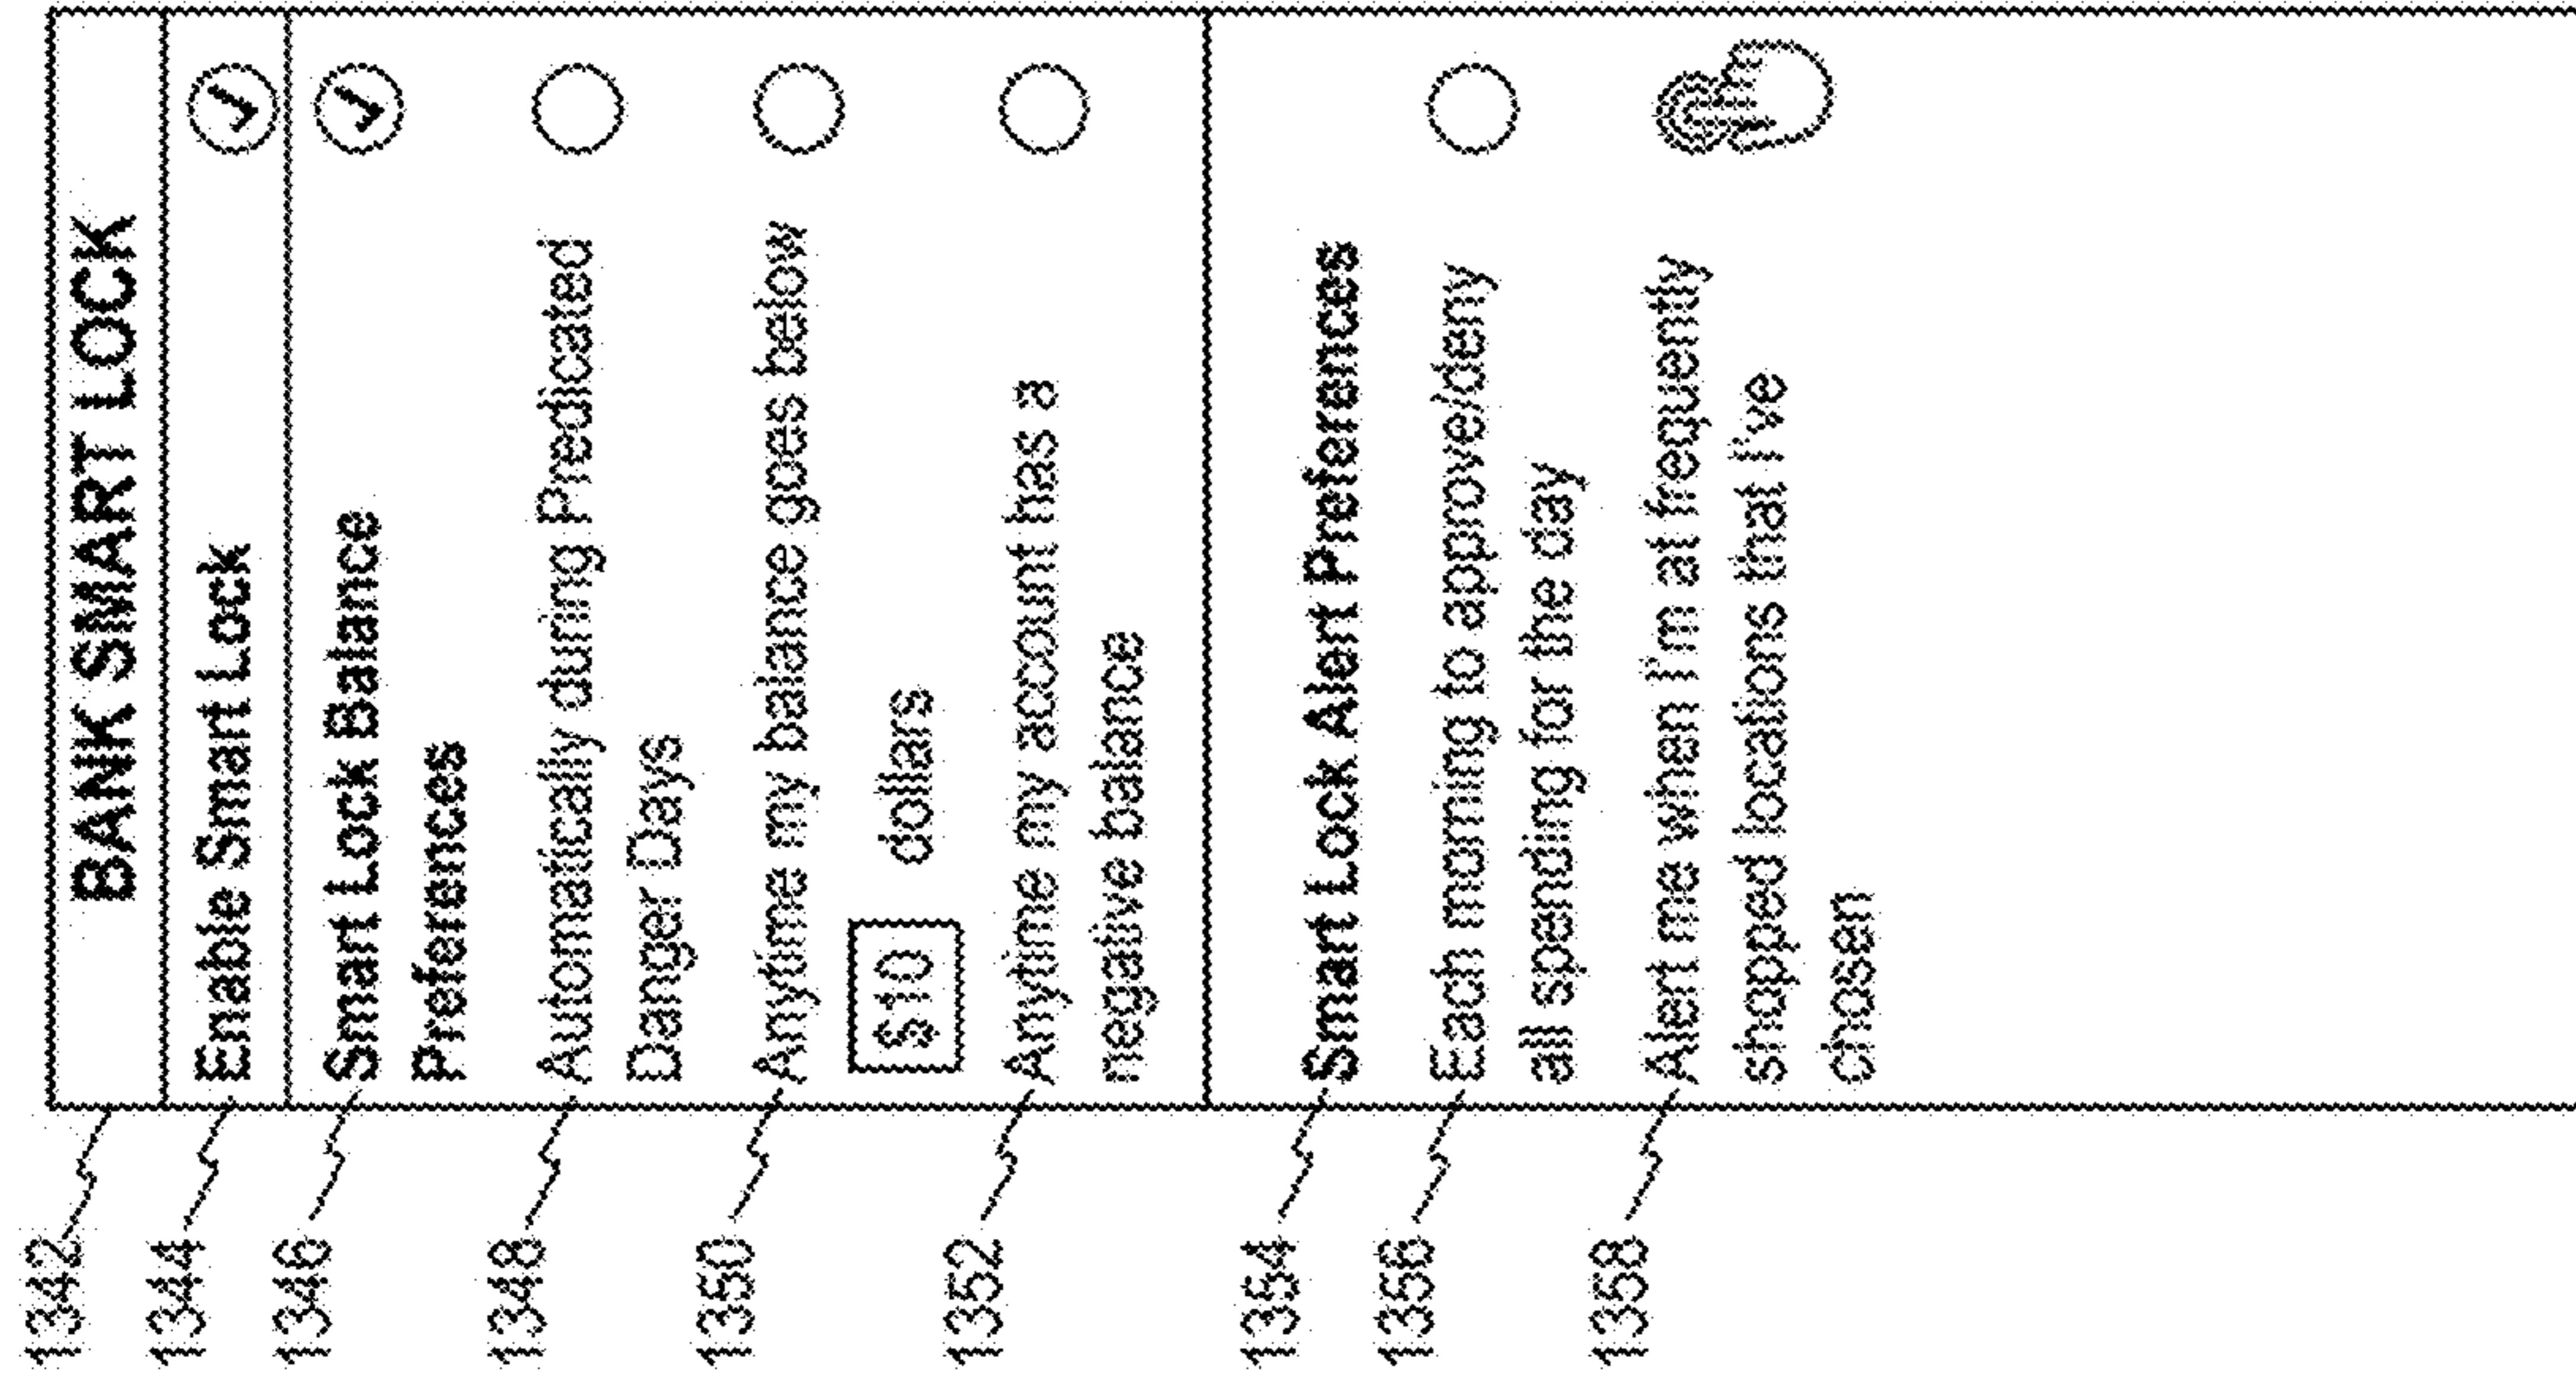 BANK SMART LOCK
1342
1344 Enable Smart Lock
1346 Smart Lock Balance
Preferences
1348 Automatically during Predicated
Danger Days
1350 Anytime my balance goes below
$10 dollars
1352 Anytime my account has a
negative balance
1354 Smart Lock Alert Preferences
1356 Each morning to approve/deny
all spending for the day
1358 Alert me when I'm at frequently
shopped locations that I've
chosen